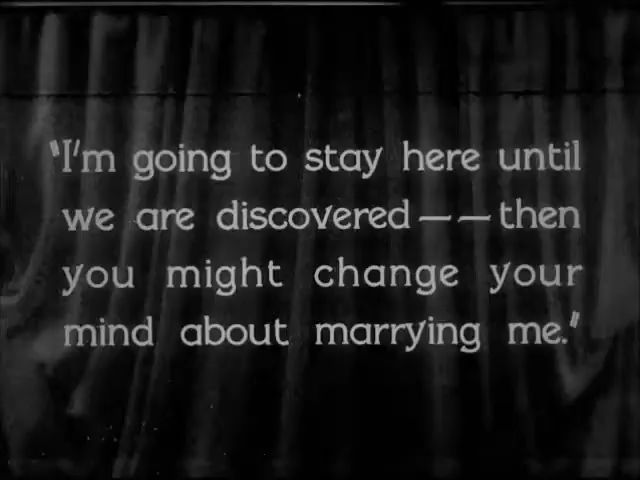 "I'm going to stay here until
we are discovered — — then
you might change your
mind about marrying me."